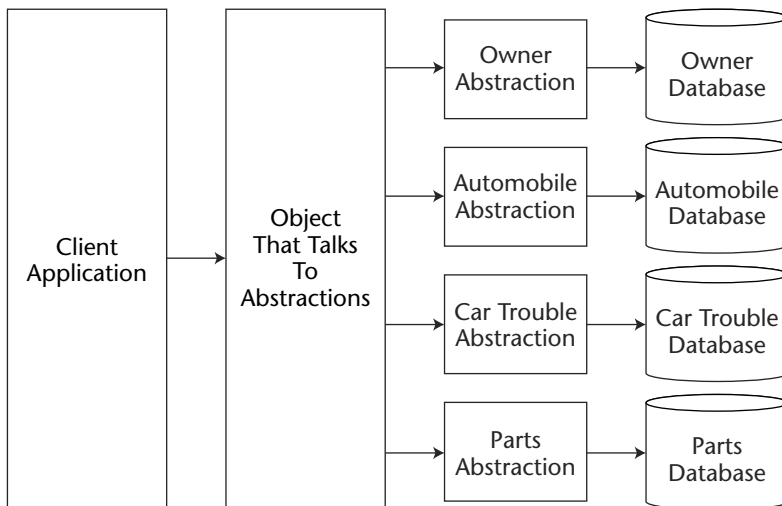 Client
Application
Object
That Talks
To
Abstractions
Owner
Abstraction
Owner
Database
Automobile
Abstraction
Automobile
Database
Car Trouble
Abstraction
Car Trouble
Database
Parts
Abstraction
Parts
Database